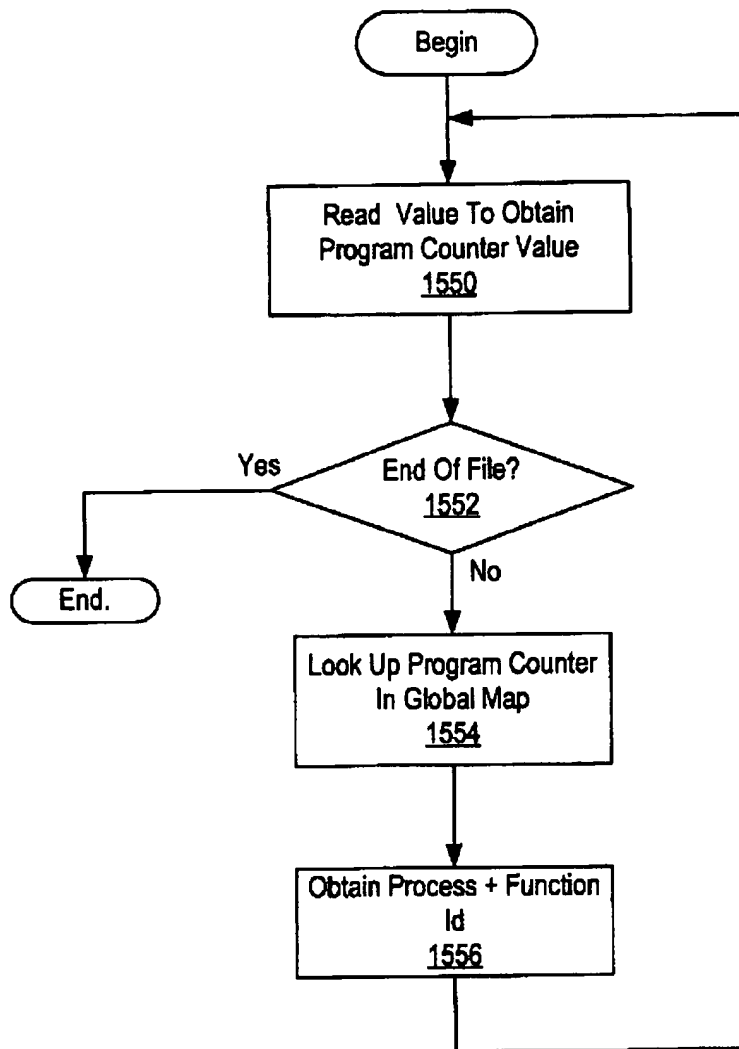 Begin
Read Value To Obtain
Program Counter Value
1550
Yes
End Of File?
1552
No
End.
Look Up Program Counter
In Global Map
1554
Obtain Process + Function
Id
1556